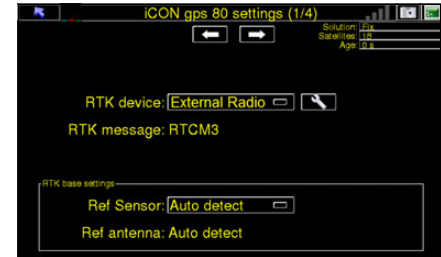 iCON gps 80 settings (1/4)
Solution: Fix
Satellites: 18
Age: 0 s
RTK device: External Radio
RTK message: RTCM3
RTK base settings
Ref Sensor: Auto detect
Ref antenna: Auto detect